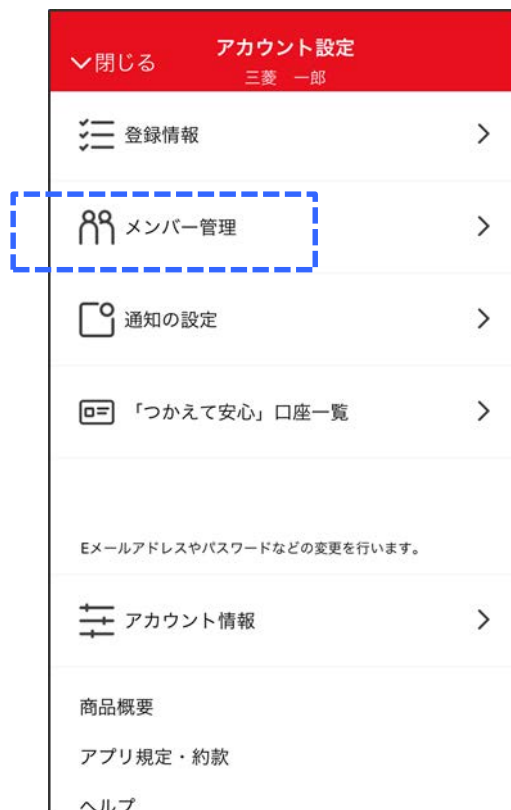 閉じる
アカウント設定
三菱 一郎
登録情報
メンバー管理
通知の設定
「つかえて安心」口座一覧
Eメールアドレスやパスワードなどの変更を行います。
アカウント情報
商品概要
アプリ規定・約款
ヘルプ